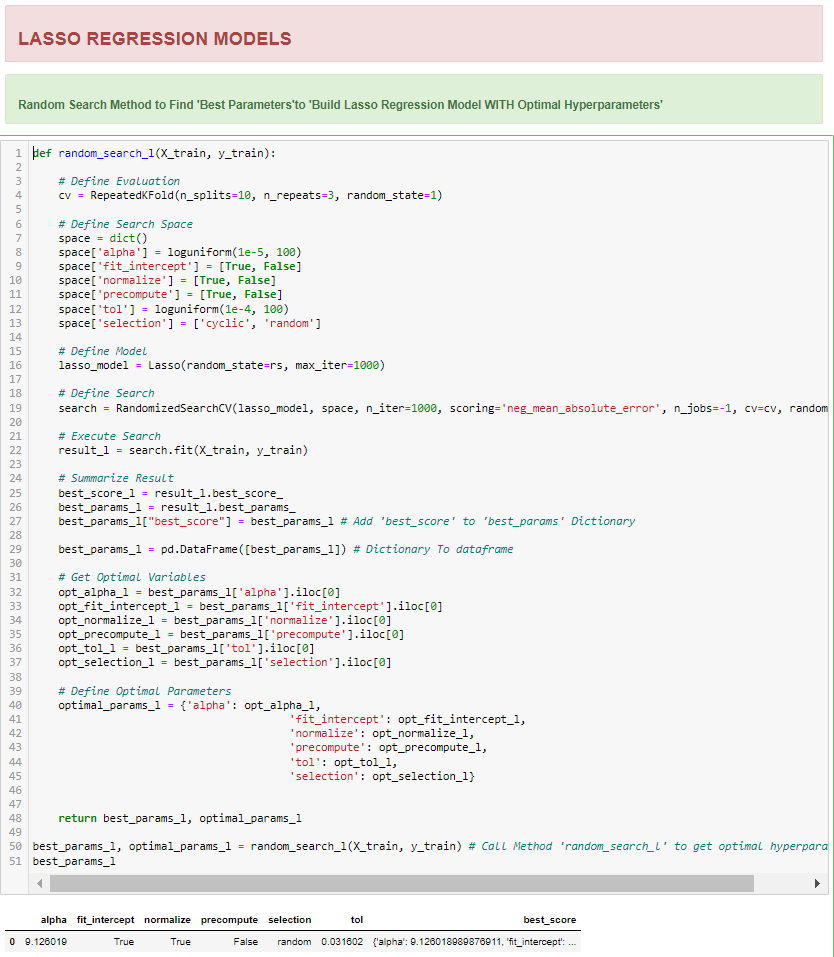 LASSO REGRESSION MODELS
Random Search Method to Find 'Best Parameters'to 'Build Lasso Regression Model WITH Optimal Hyperparameters'
1 def random_search_l(X_train, y_train):
2
3 # Define Evaluation
4 cv = RepeatedKFold(n_splits=10, n_repeats=3, random_state=1)
5
6 # Define Search Space
7 space = dict()
8 space['alpha'] = loguniform(1e-5, 100)
9 space['fit_intercept'] = [True, False]
10 space['normalize'] = [True, False]
11 space['precompute'] = [True, False]
12 space['tol'] = loguniform(1e-4, 100)
13 space['selection'] = ['cyclic', 'random']
14
15 # Define Model
16 lasso_model = Lasso(random_state=rs, max_iter=1000)
17
18 # Define Search
19 search = RandomizedSearchCV(lasso_model, space, n_iter=1000, scoring='neg_mean_absolute_error', n_jobs=-1, cv=cv, random
20
21 # Execute Search
22 result_l = search.fit(X_train, y_train)
23
24 # Summarize Result
25 best_score_l = result_l.best_score_
26 best_params_l = result_l.best_params_
27 best_params_l["best_score"] = best_params_l # Add 'best_score' to 'best_params' Dictionary
28
29 best_params_l = pd.DataFrame([best_params_l]) # Dictionary To dataframe
30
31 # Get Optimal Variables
32 opt_alpha_l = best_params_l['alpha'].iloc[0]
33 opt_fit_intercept_l = best_params_l['fit_intercept'].iloc[0]
34 opt_normalize_l = best_params_l['normalize'].iloc[0]
35 opt_precompute_l = best_params_l['precompute'].iloc[0]
36 opt_tol_l = best_params_l['tol'].iloc[0]
37 opt_selection_l = best_params_l['selection'].iloc[0]
38
39 # Define Optimal Parameters
40 optimal_params_l = {'alpha': opt_alpha_l,
41 'fit_intercept': opt_fit_intercept_l,
42 'normalize': opt_normalize_l,
43 'precompute': opt_precompute_l,
44 'tol': opt_tol_l,
45 'selection': opt_selection_l}
46
47
48 return best_params_l, optimal_params_l
49
50 best_params_l, optimal_params_l = random_search_l(X_train, y_train) # Call Method 'random_search_l' to get optimal hyperpara
51 best_params_l
alpha fit_intercept normalize precompute selection tol best_score
0 9.126019 True True False random 0.031602 {'alpha': 9.126018989876911, 'fit_intercept': ...